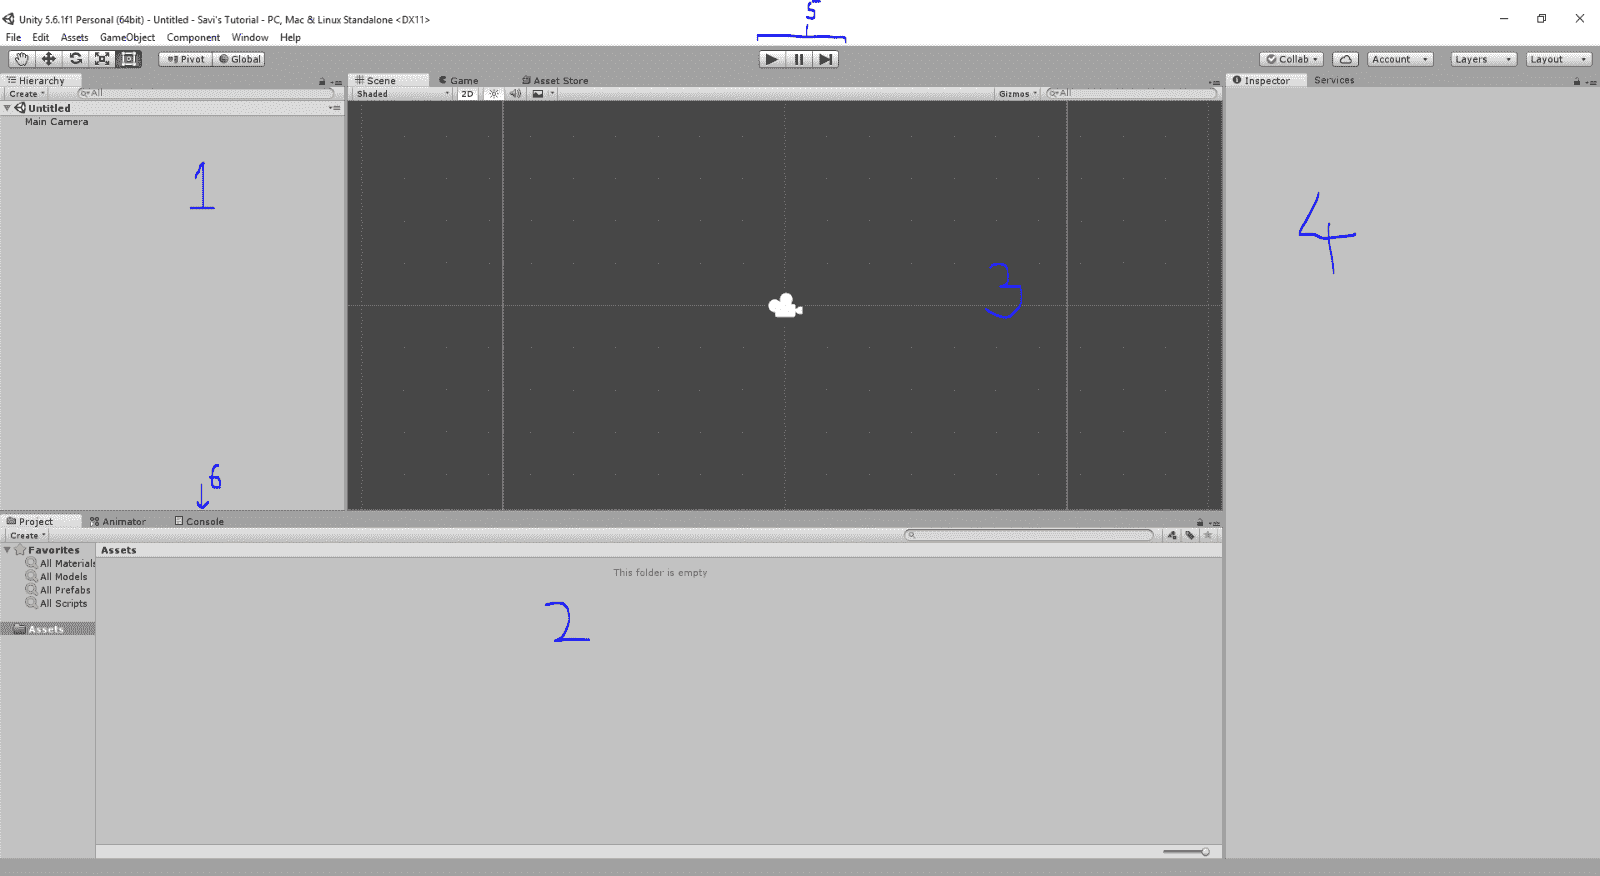 Unity 5.6.1f1 Personal (64bit) - Untitled - Savi's Tutorial - PC, Mac & Linux Standalone <DX11>
5
File Edit Assets GameObject Component Window Help
Pivot Global Collab Account Layers Layout
Hierarchy Scene Game Asset Store Inspector Services
Create All Shaded 2D Gizmos All
Untitled
Main Camera
1
4
3
6
Project Animator Console
Create
Favorites Assets
All Materials This folder is empty
All Models
All Prefabs
All Scripts
2
Assets